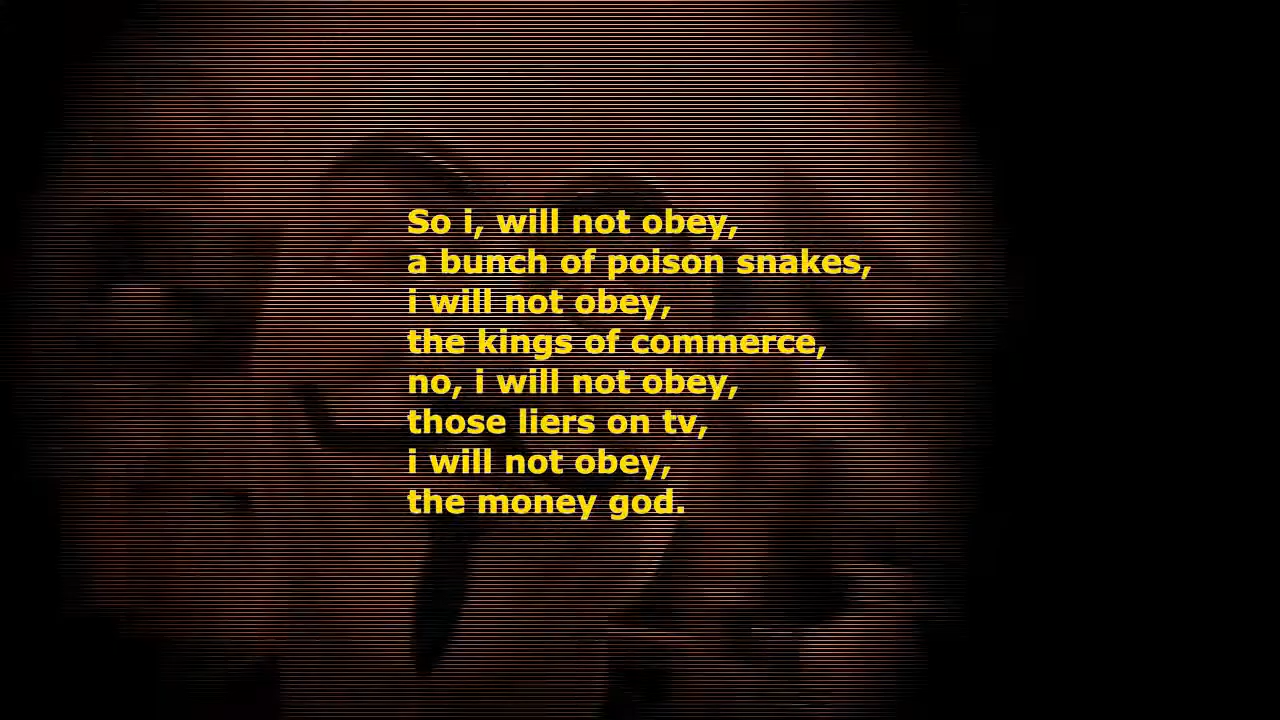 So i, will not obey,
a bunch of poison snakes,
i will not obey,
the kings of commerce,
no, i will not obey,
those liers on tv,
i will not obey,
the money god.